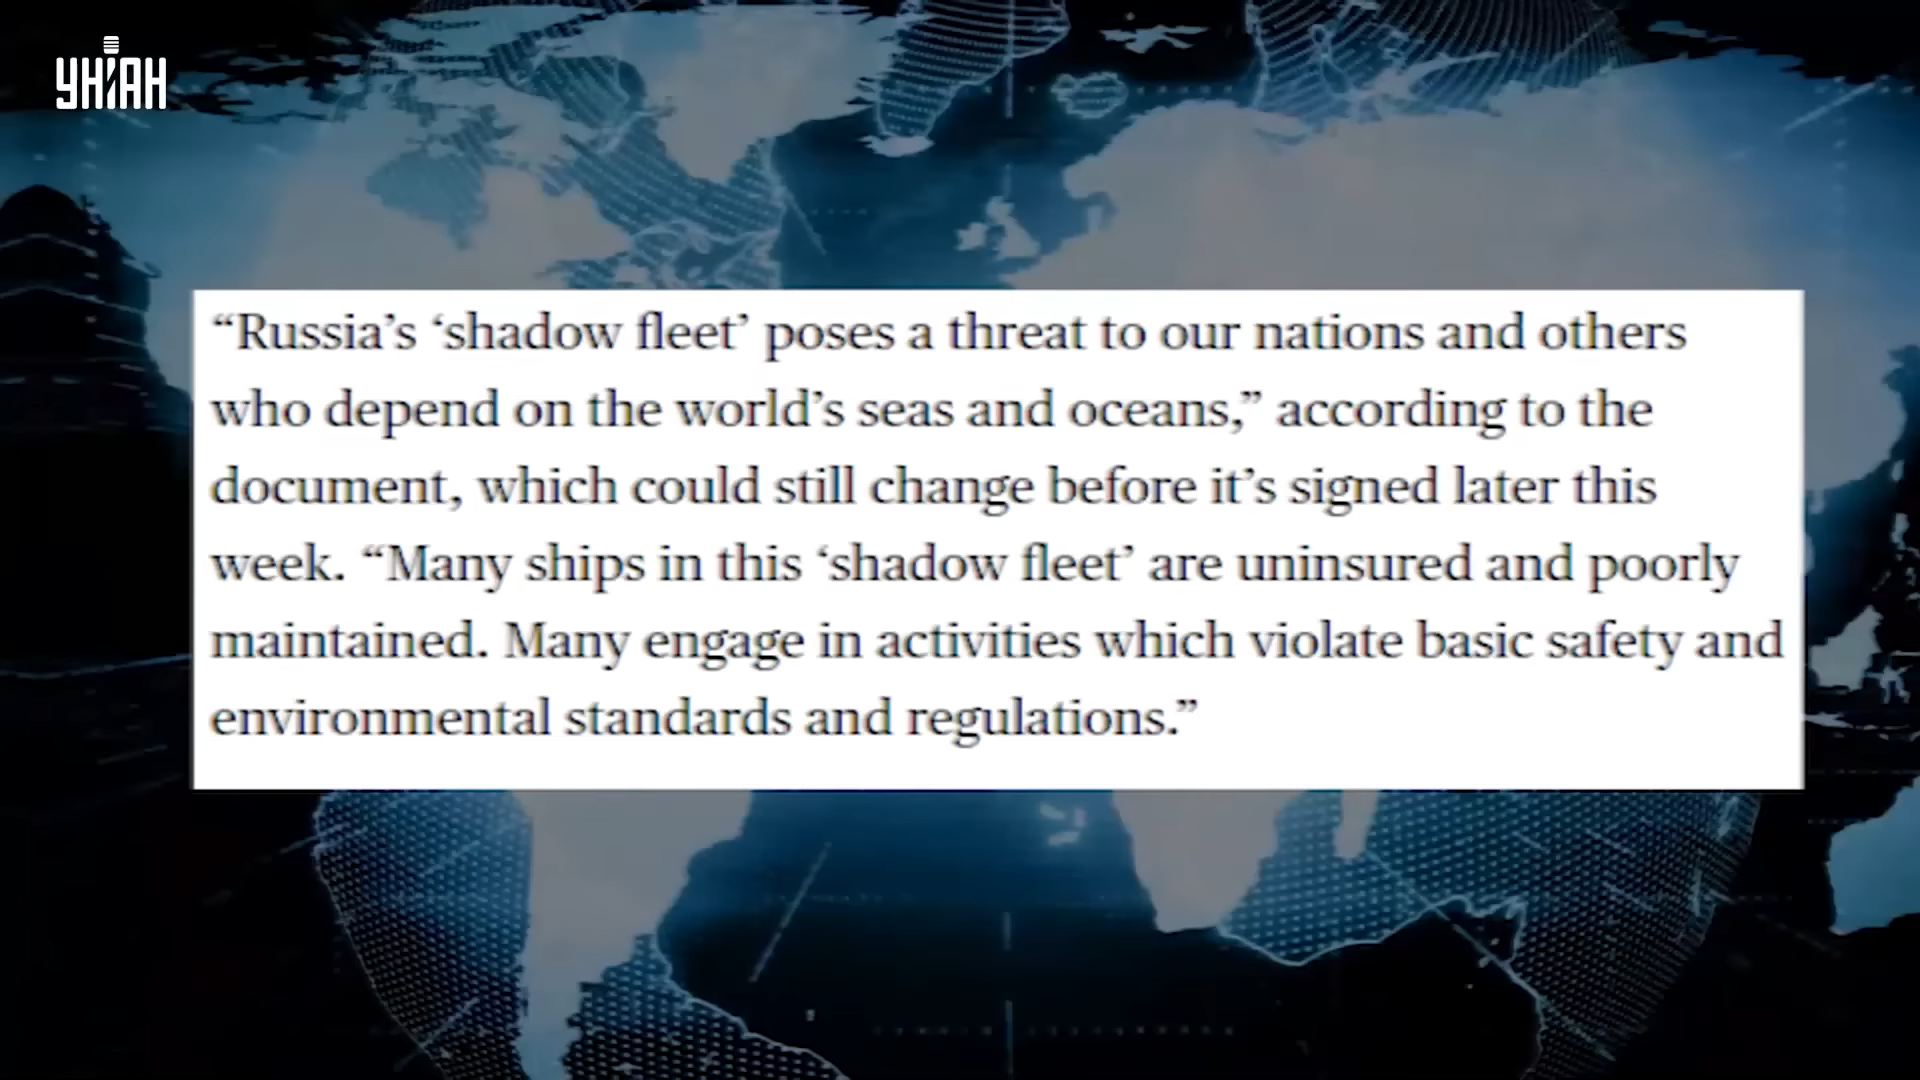 УНІАН
“Russia’s ‘shadow fleet’ poses a threat to our nations and others
who depend on the world’s seas and oceans,” according to the
document, which could still change before it’s signed later this
week. “Many ships in this ‘shadow fleet’ are uninsured and poorly
maintained. Many engage in activities which violate basic safety and
environmental standards and regulations.”